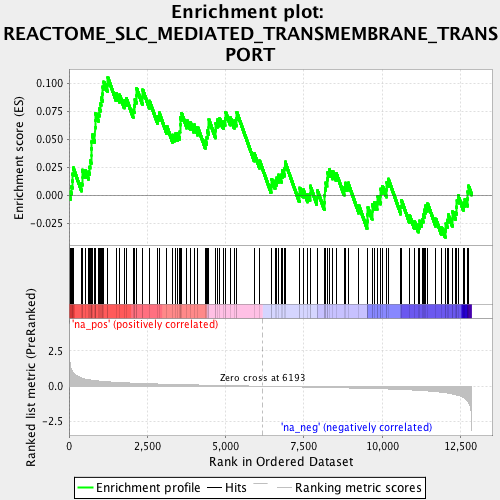 Enrichment plot:
REACTOME_SLC_MEDIATED_TRANSMEMBRANE_TRANS
PORT
Enrichment score (ES)
0.100
0.075
0.050
0.025
0.000
-0.025
'na_pos' (positively correlated)
Ranked list metric (PreRanked)
5.0
2.5
0.0
-2.5
Zero cross at 6193
'na_neg' (negatively correlated)
0
2,500
5,000
7,500
10,000
12,500
Rank in Ordered Dataset
Enrichment profile
Hits
Ranking metric scores